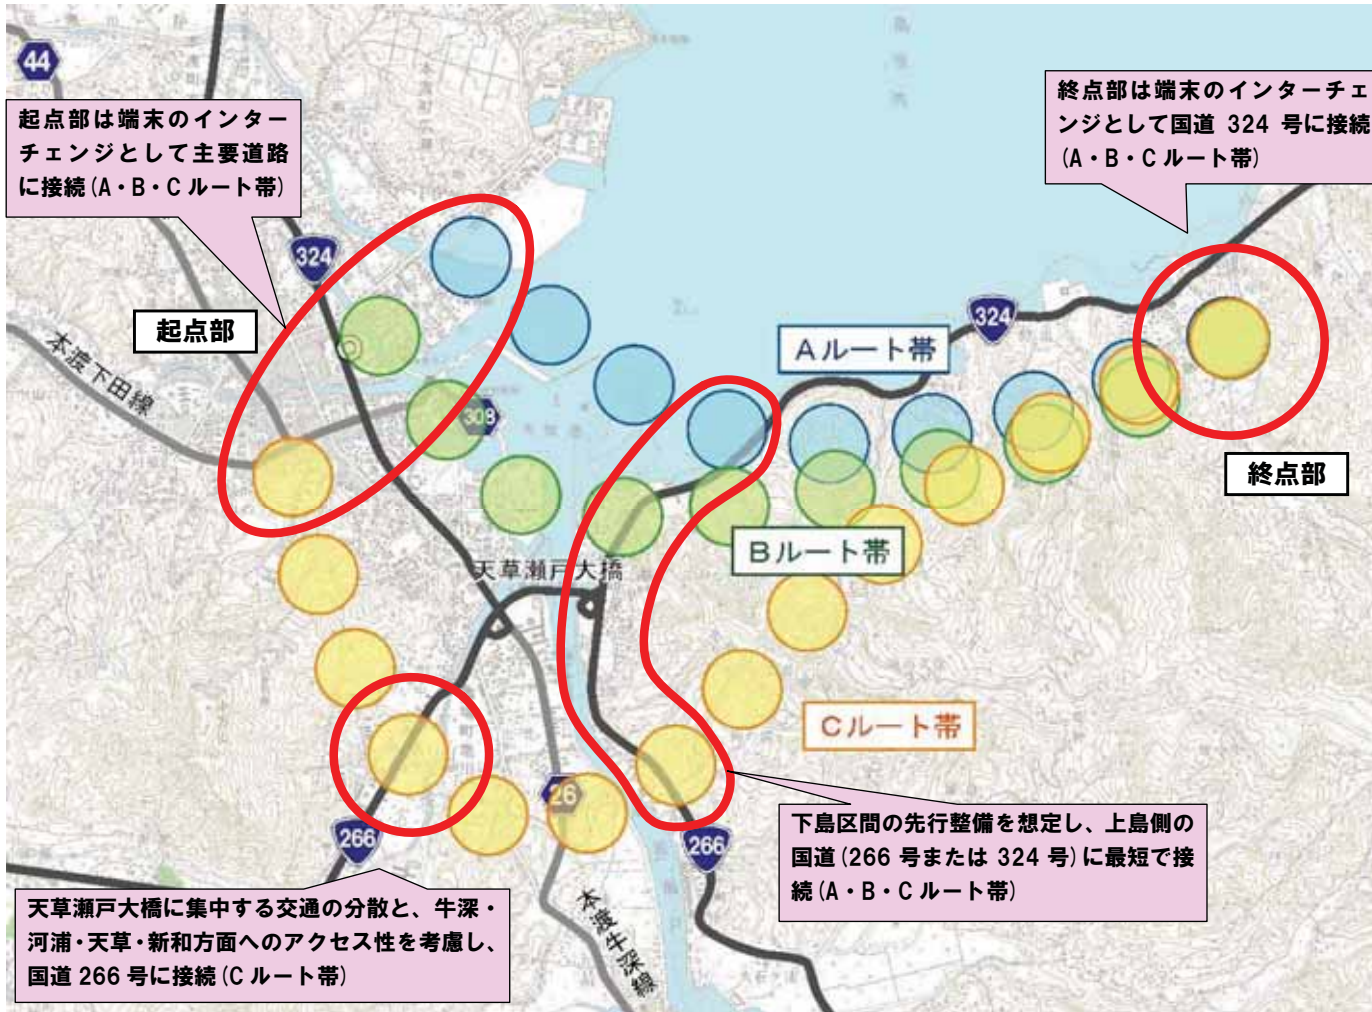 44
起点部は端末のインター
チェンジとして主要道路
に接続(A・B・Cルート帯)
終点部は端末のインターチェ
ンジとして国道 324 号に接続
(A・B・Cルート帯)
324
起点部
本渡下田線
308
324
Aルート帯
終点部
Bルート帯
天草瀬戸大橋
Cルート帯
26
266
266
本渡牛深線
下島区間の先行整備を想定し、上島側の
国道(266 号または 324 号)に最短で接
続(A・B・Cルート帯)
天草瀬戸大橋に集中する交通の分散と、牛深・
河浦・天草・新和方面へのアクセス性を考慮し、
国道 266 号に接続(Cルート帯)